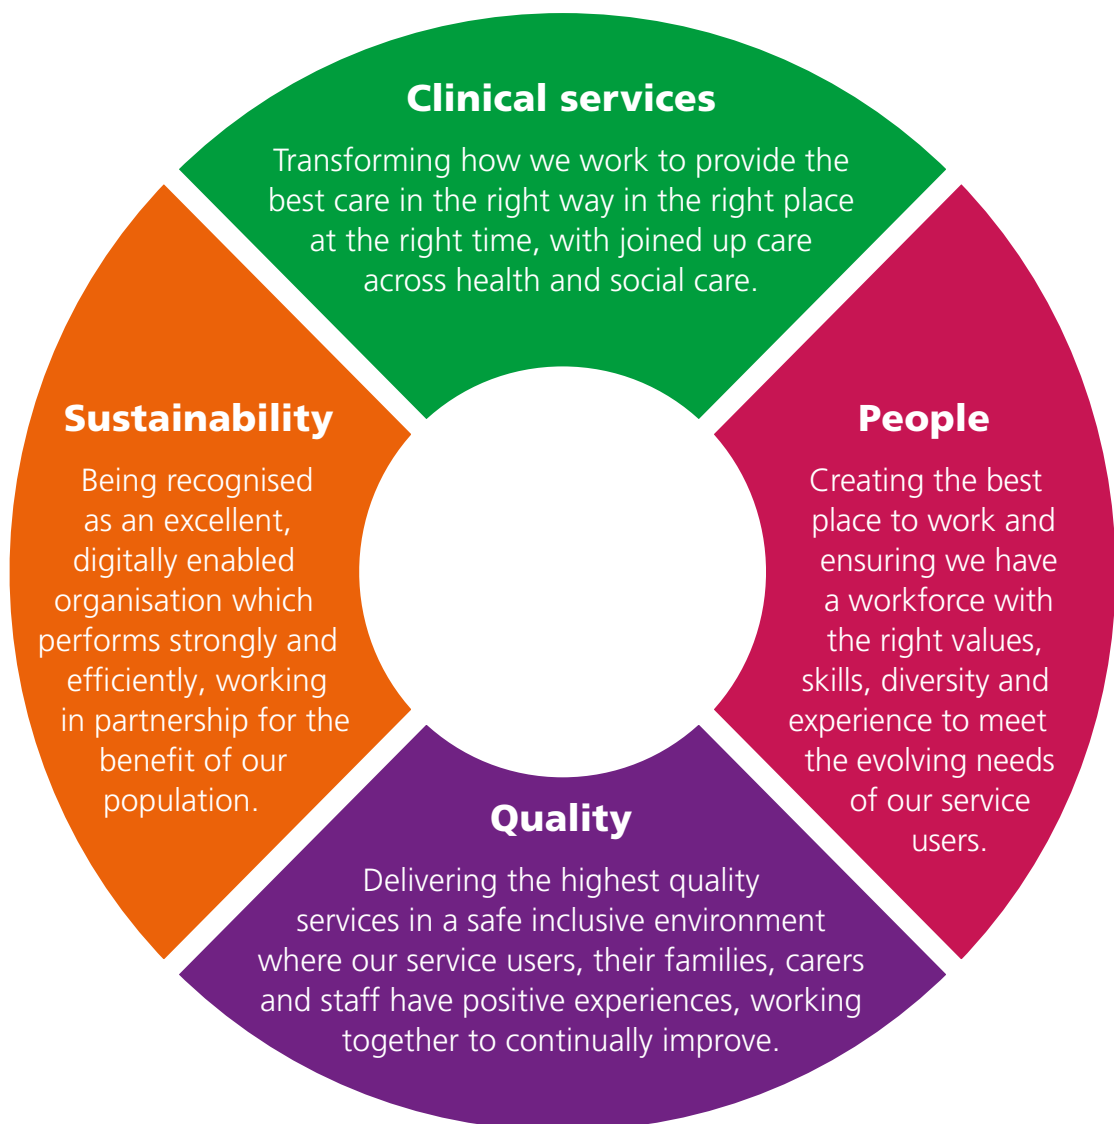 Clinical services
Transforming how we work to provide the
best care in the right way in the right place
at the right time, with joined up care
across health and social care.
People
Creating the best
place to work and
ensuring we have
a workforce with
the right values,
skills, diversity and
experience to meet
the evolving needs
of our service
users.
Quality
Delivering the highest quality
services in a safe inclusive environment
where our service users, their families, carers
and staff have positive experiences, working
together to continually improve.
Sustainability
Being recognised
as an excellent,
digitally enabled
organisation which
performs strongly and
efficiently, working
in partnership for the
benefit of our
population.